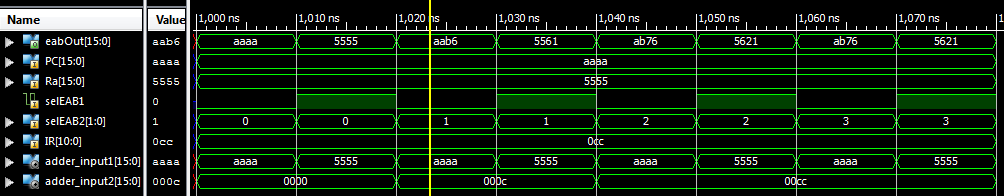 Name Value 1,000 ns 1,010 ns 1,020 ns 1,030 ns 1,040 ns 1,050 ns 1,060 ns 1,070 ns
eabOut[15:0] aab6 aaaa 5555 aab6 5561 ab76 5621 ab76 5621
PC[15:0] aaaa aaaa
Ra[15:0] 5555 5555
selEAB1 0
selEAB2[1:0] 1 0 0 1 1 2 2 3 3
IR[10:0] 0cc 0cc
adder_input1[15:0] aaaa aaaa 5555 aaaa 5555 aaaa 5555 aaaa 5555
adder_input2[15:0] 000c 0000 000c 00cc